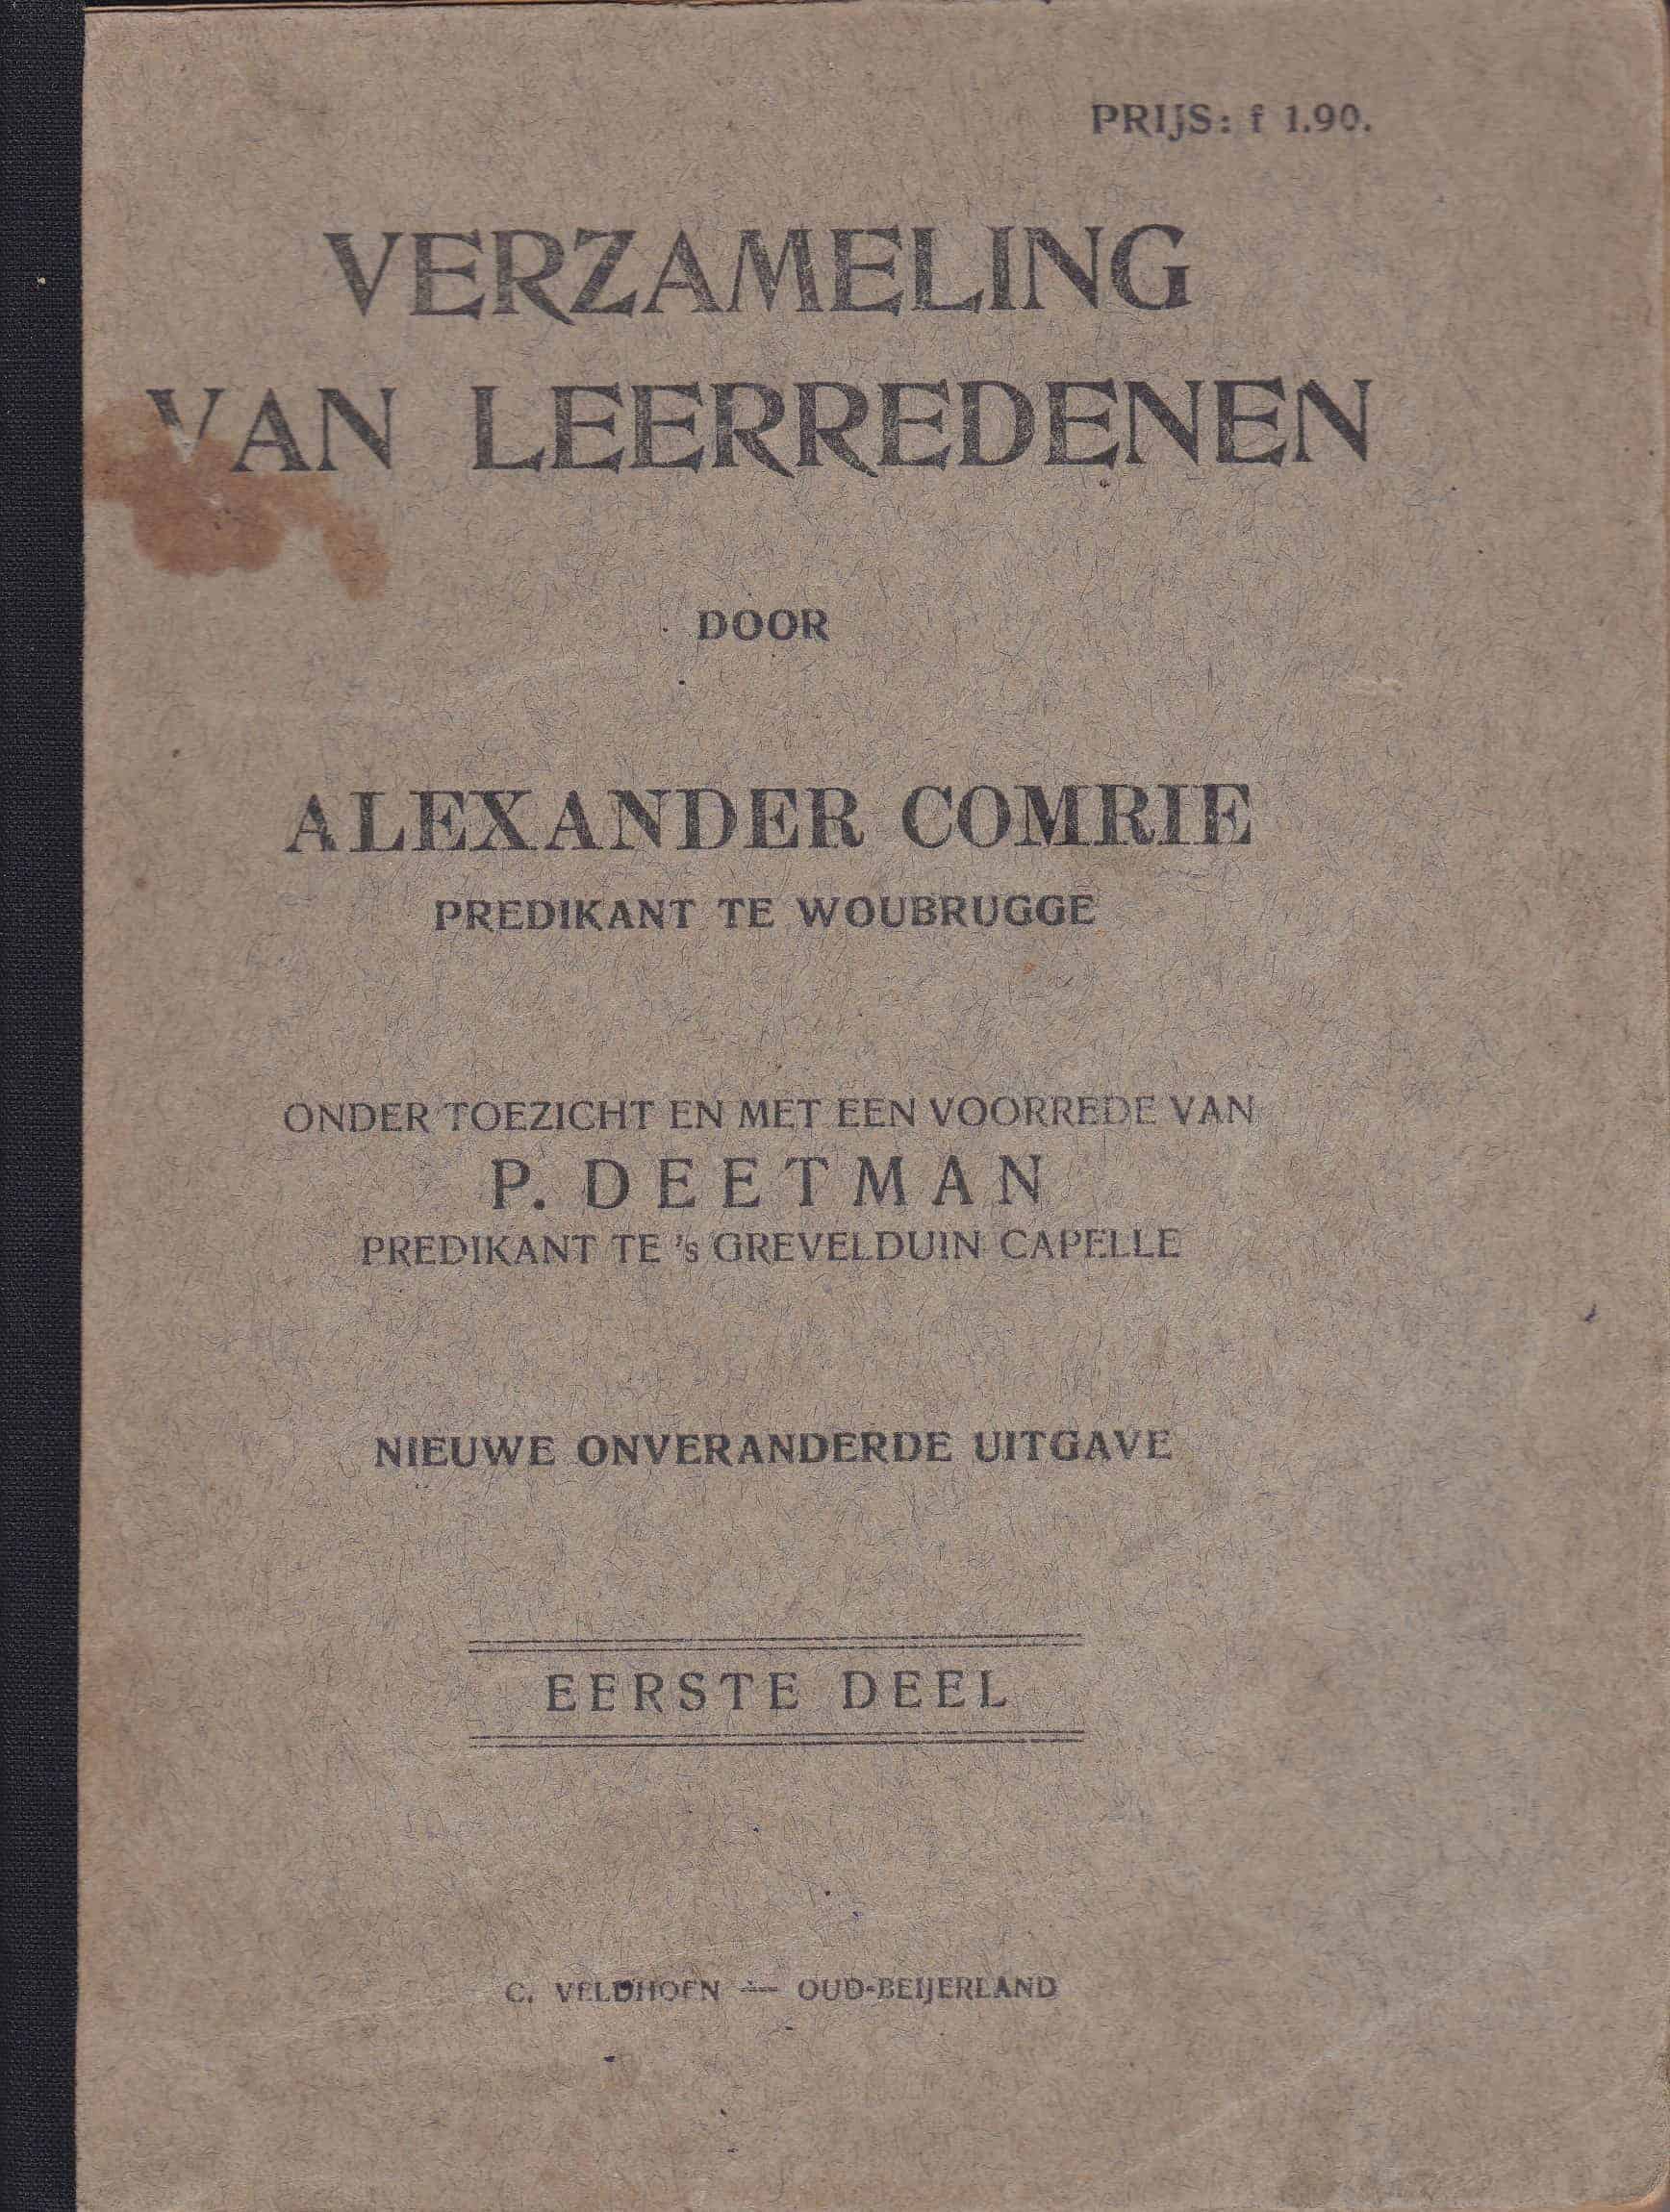 PRIJS: f 1.90.
VERZAMELING
VAN LEERREDENEN
DOOR
ALEXANDER COMRIE
PREDIKANT TE WOUBRUGGE
ONDER TOEZICHT EN MET EEN VOORREDE VAN
P. DEETMAN
PREDIKANT TE 's GREVELDUIN CAPELLE
NIEUWE ONVERANDERDE UITGAVE
EERSTE DEEL
C. VELDHOEN — OUD-BEIJERLAND